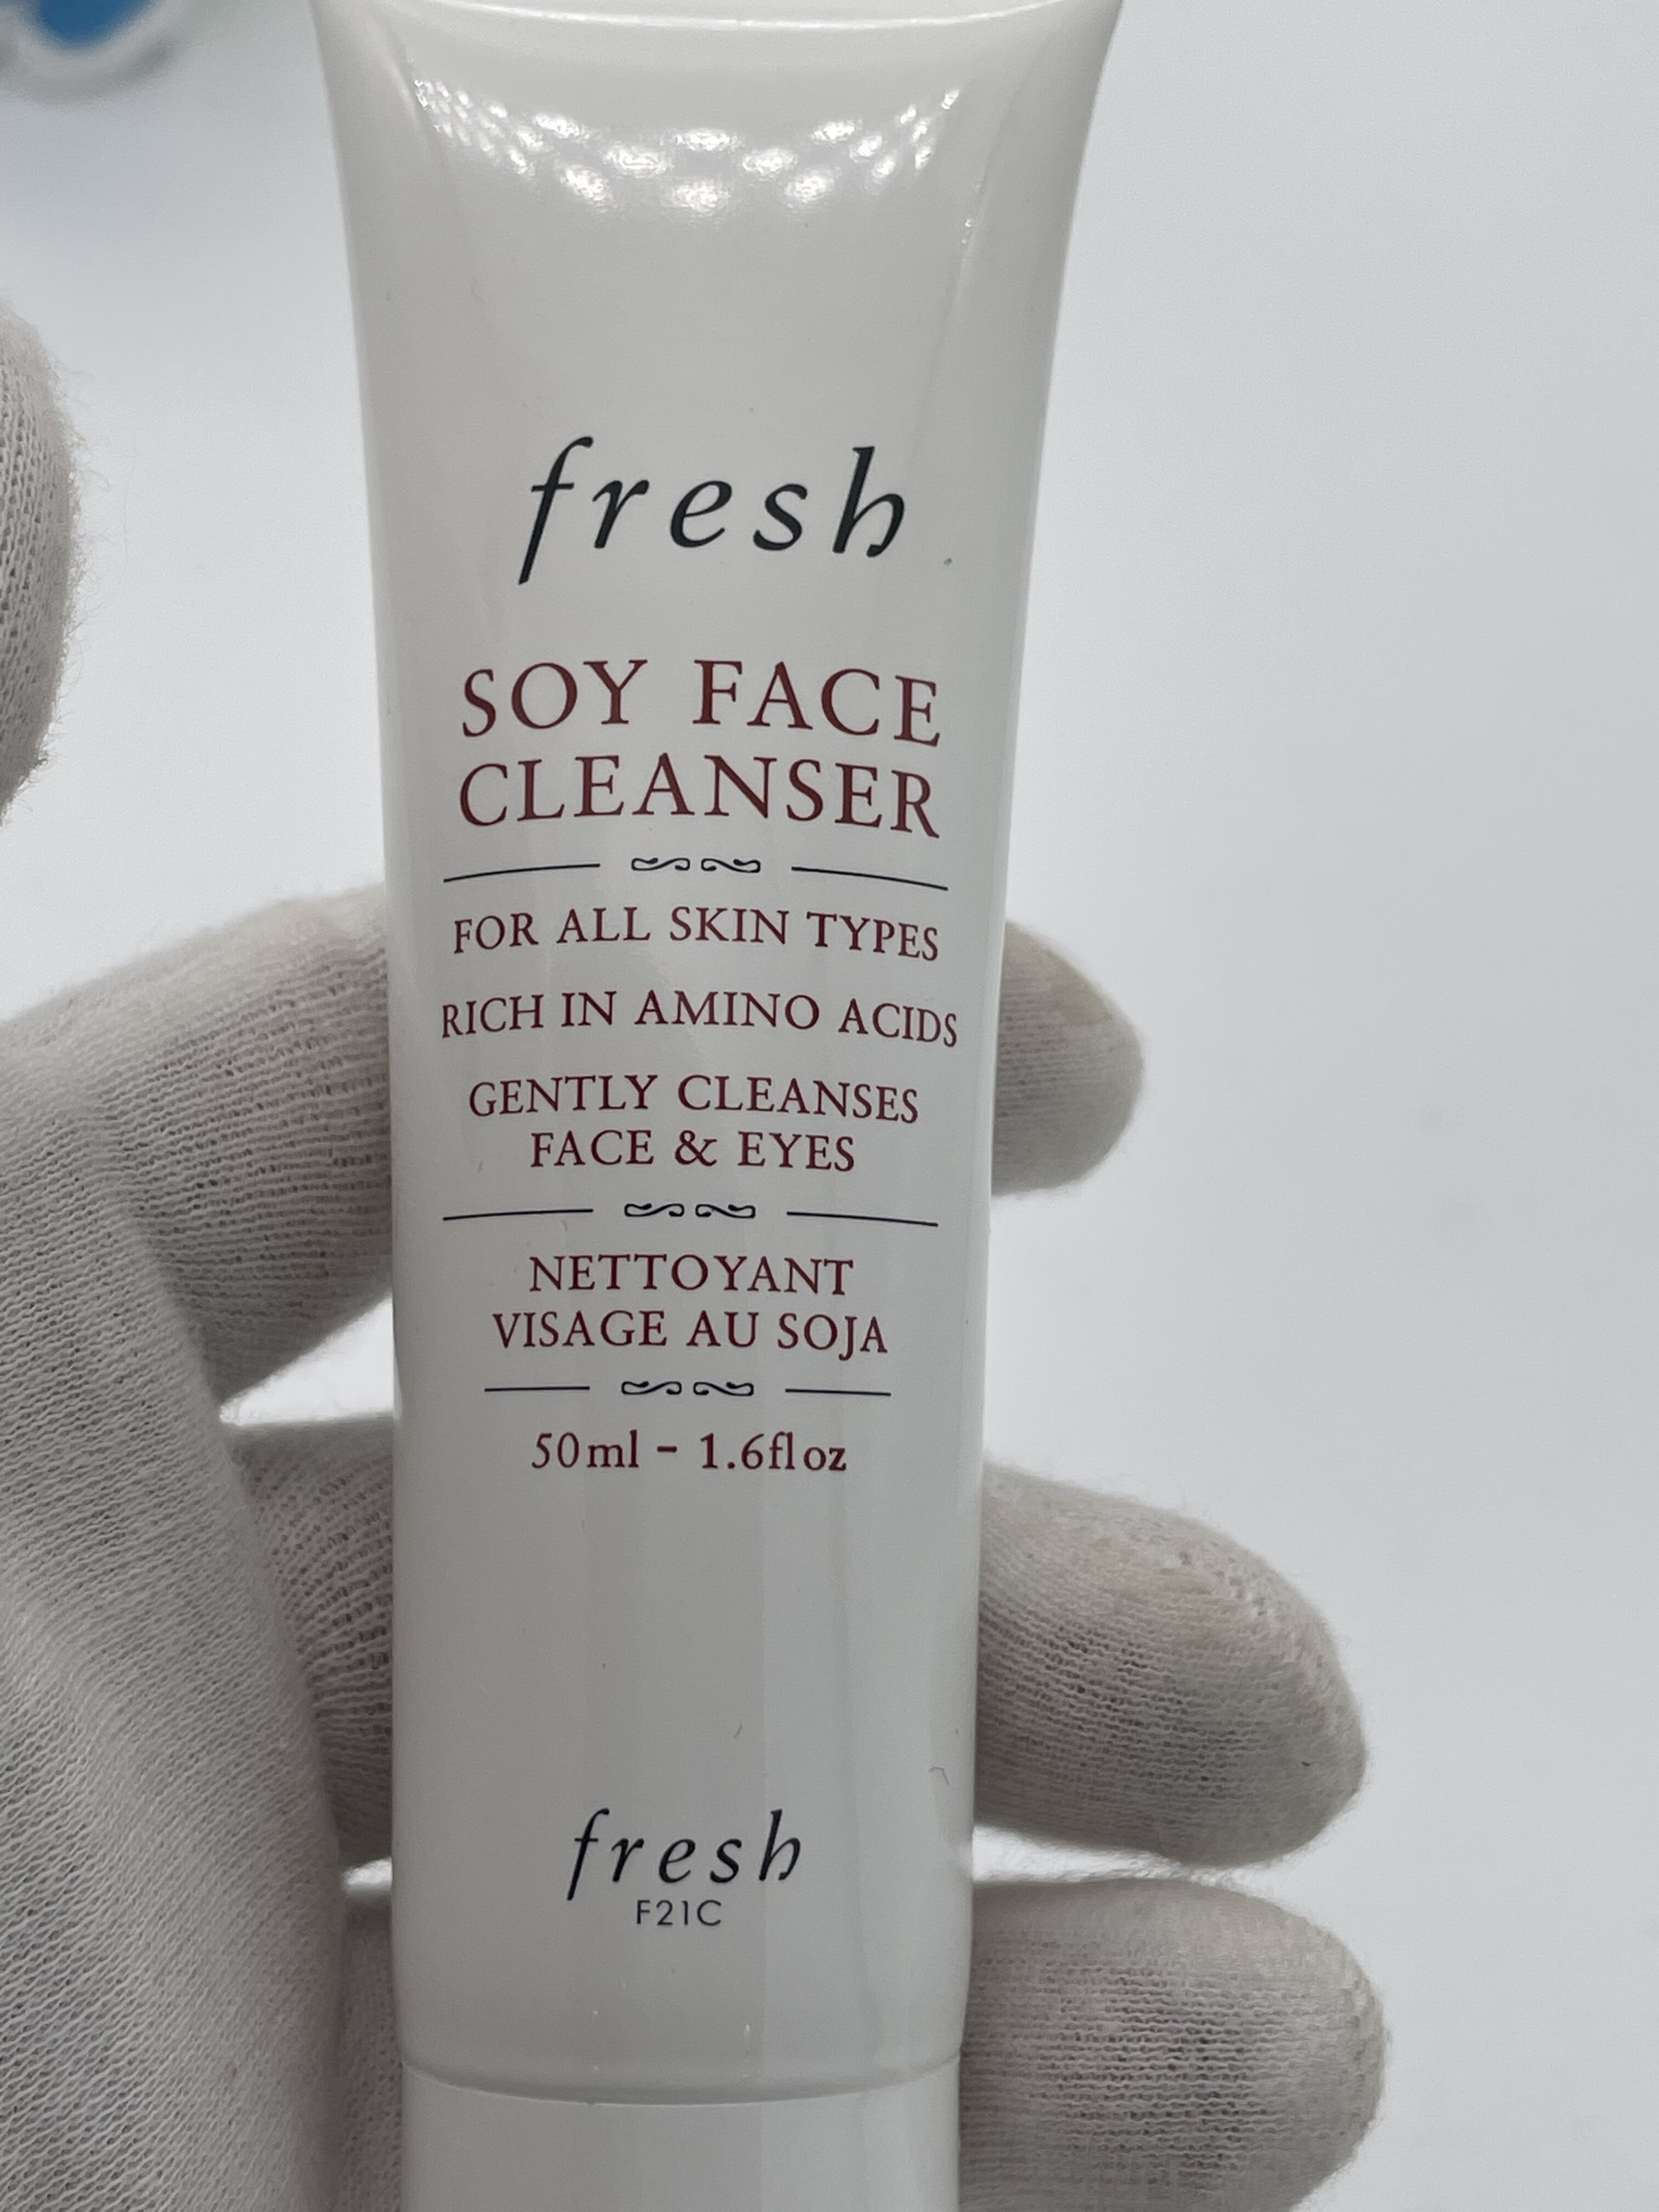 fresh
SOY FACE
CLEANSER
FOR ALL SKIN TYPES
RICH IN AMINO ACIDS
GENTLY CLEANSES
FACE & EYES
NETTOYANT
VISAGE AU SOJA
50ml - 1.6fl oz
fresh
F21C